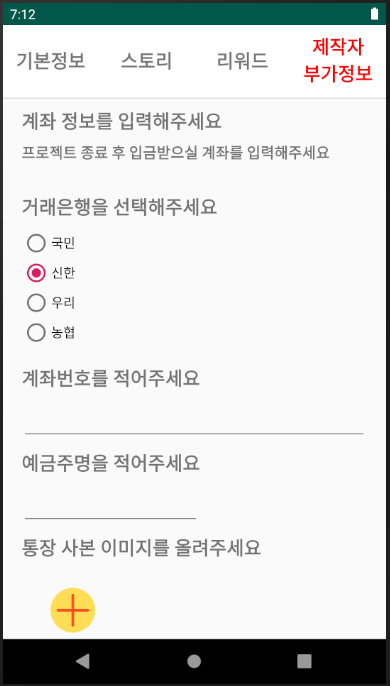 7:12
기본정보 스토리 리워드 제작자
부가정보
계좌 정보를 입력해주세요
프로젝트 종료 후 입금받으실 계좌를 입력해주세요
거래은행을 선택해주세요
국민
신한
우리
농협
계좌번호를 적어주세요
예금주명을 적어주세요
통장 사본 이미지를 올려주세요